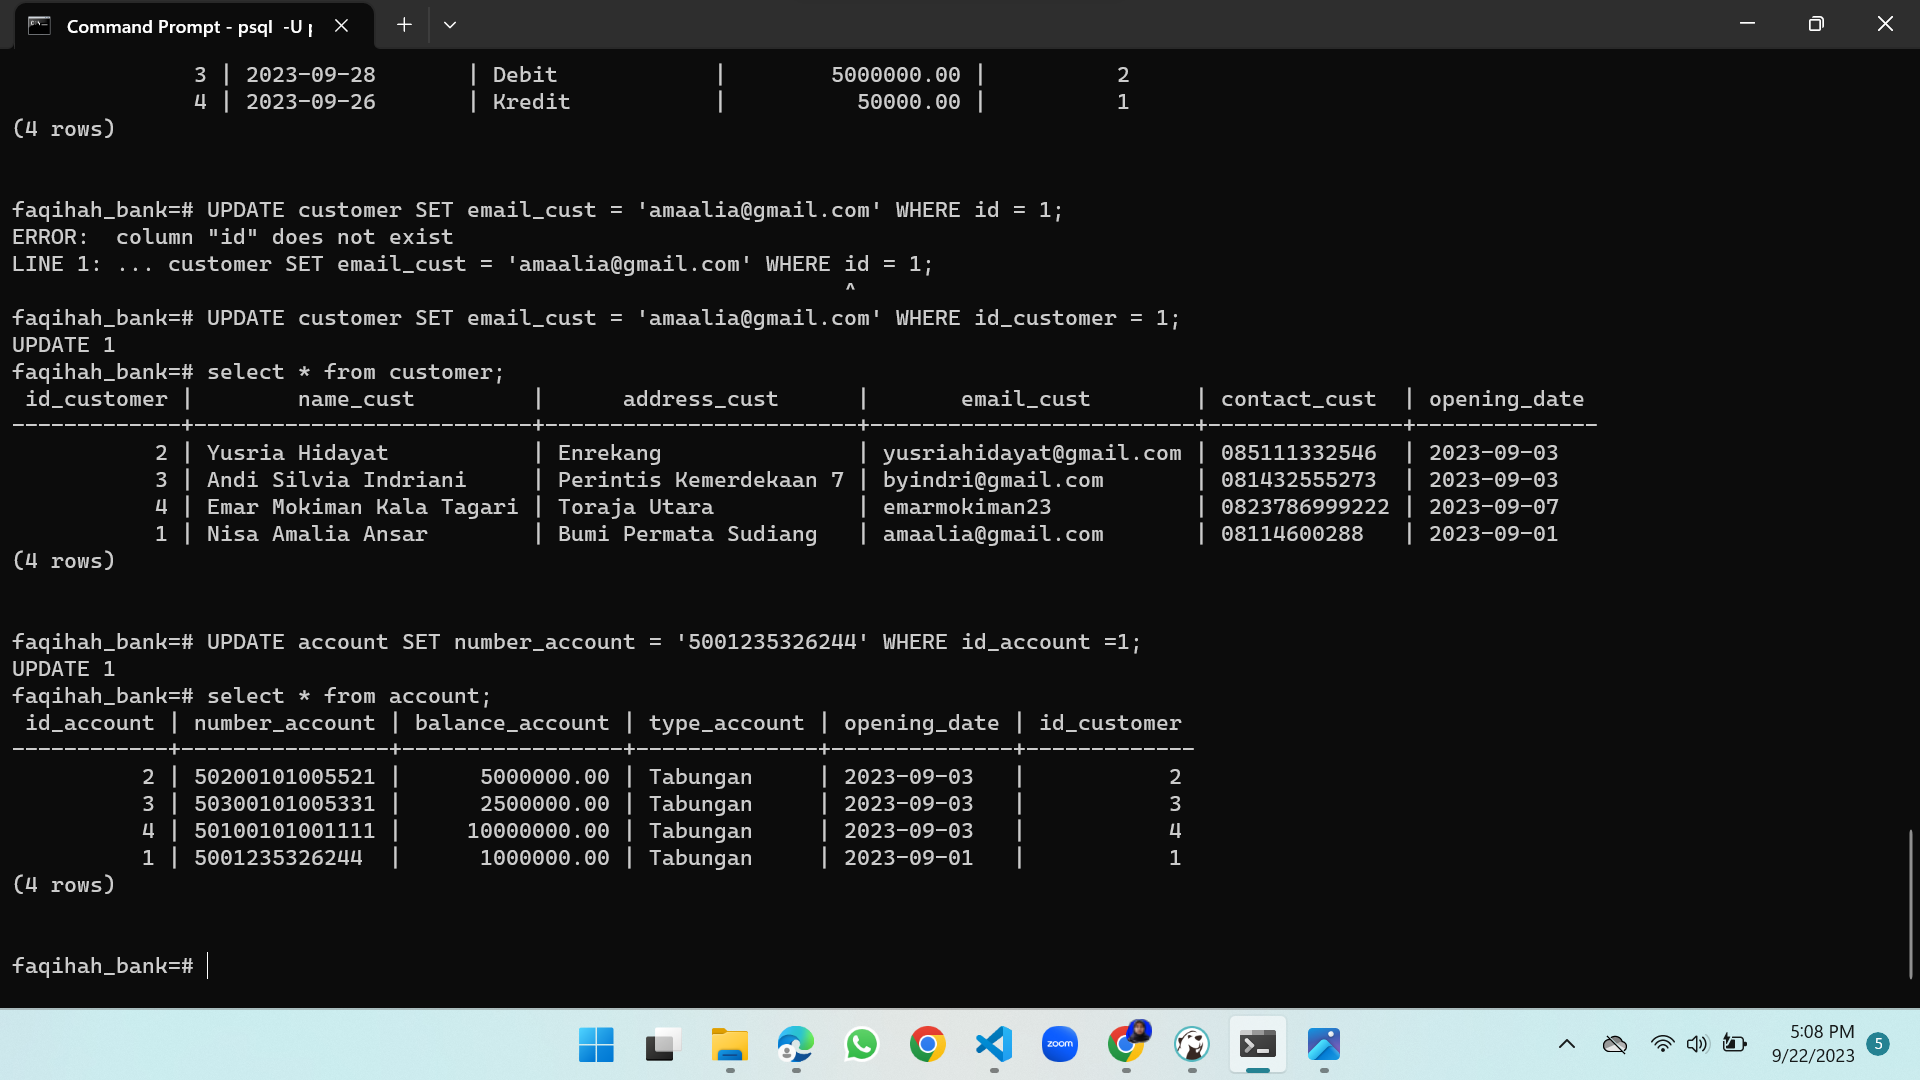 Command Prompt - psql  -U p
              3 | 2023-09-28       | Debit            |        5000000.00 |          2
              4 | 2023-09-26       | Kredit           |          50000.00 |          1
(4 rows)
faqihah_bank=# UPDATE customer SET email_cust = 'amaalia@gmail.com' WHERE id = 1;
ERROR:  column "id" does not exist
LINE 1: ... customer SET email_cust = 'amaalia@gmail.com' WHERE id = 1;
                                                                ^
faqihah_bank=# UPDATE customer SET email_cust = 'amaalia@gmail.com' WHERE id_customer = 1;
UPDATE 1
faqihah_bank=# select * from customer;
 id_customer |        name_cust         |      address_cust      |       email_cust        | contact_cust  | opening_date
-------------+--------------------------+------------------------+-------------------------+---------------+--------------
           2 | Yusria Hidayat           | Enrekang               | yusriahidayat@gmail.com | 085111332546  | 2023-09-03
           3 | Andi Silvia Indriani     | Perintis Kemerdekaan 7 | byindri@gmail.com       | 081432555273  | 2023-09-03
           4 | Emar Mokiman Kala Tagari | Toraja Utara           | emarmokiman23           | 0823786999222 | 2023-09-07
           1 | Nisa Amalia Ansar        | Bumi Permata Sudiang   | amaalia@gmail.com       | 08114600288   | 2023-09-01
(4 rows)
faqihah_bank=# UPDATE account SET number_account = '5001235326244' WHERE id_account =1;
UPDATE 1
faqihah_bank=# select * from account;
 id_account | number_account | balance_account | type_account | opening_date | id_customer
------------+----------------+-----------------+--------------+--------------+-------------
          2 | 50200101005521 |      5000000.00 | Tabungan     | 2023-09-03   |           2
          3 | 50300101005331 |      2500000.00 | Tabungan     | 2023-09-03   |           3
          4 | 50100101001111 |     10000000.00 | Tabungan     | 2023-09-03   |           4
          1 | 5001235326244  |      1000000.00 | Tabungan     | 2023-09-01   |           1
(4 rows)
faqihah_bank=#
zoom
5:08 PM
9/22/2023
5